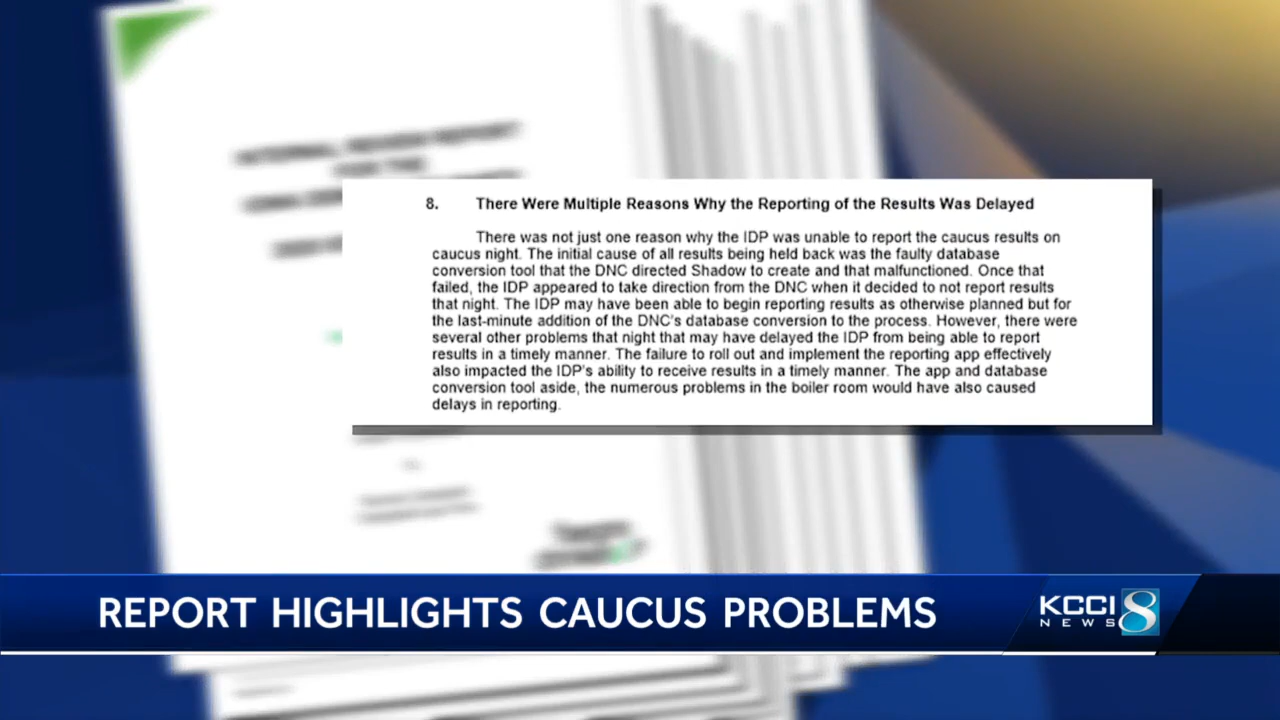 8. There Were Multiple Reasons Why the Reporting of the Results Was Delayed
There was not just one reason why the IDP was unable to report the caucus results on
caucus night. The initial cause of all results being held back was the faulty database
conversion tool that the DNC directed Shadow to create and that malfunctioned. Once that
failed, the IDP appeared to take direction from the DNC when it decided to not report results
that night. The IDP may have been able to begin reporting results as otherwise planned but for
the last-minute addition of the DNC's database conversion to the process. However, there were
several other problems that night that may have delayed the IDP from being able to report
results in a timely manner. The failure to roll out and implement the reporting app effectively
also impacted the IDP's ability to receive results in a timely manner. The app and database
conversion tool aside, the numerous problems in the boiler room would have also caused
delays in reporting.
REPORT HIGHLIGHTS CAUCUS PROBLEMS
KCCI 8
NEWS